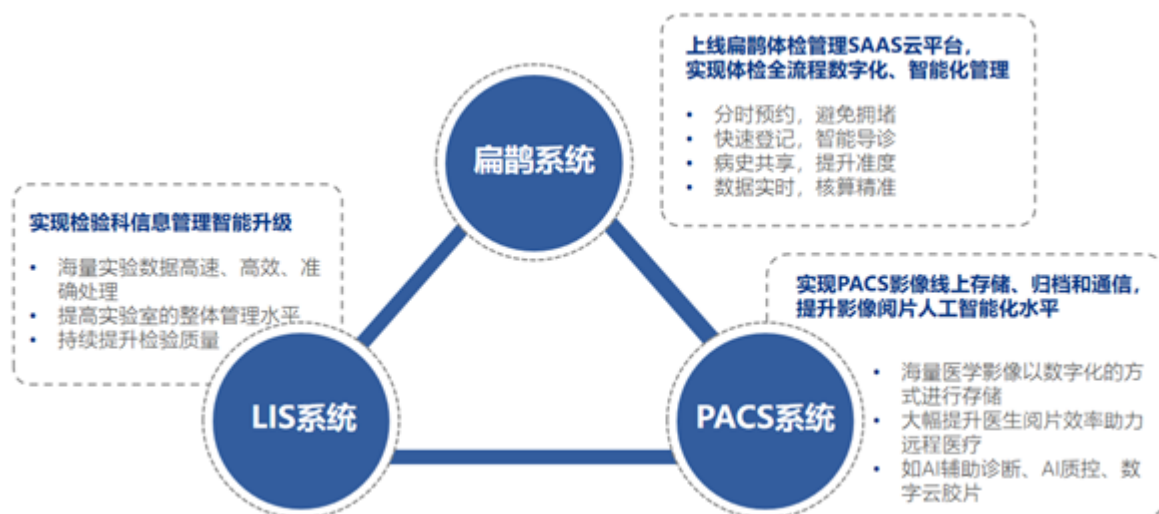 上线扁鹊体检管理SAAS云平台，
实现体检全流程数字化、智能化管理
• 分时预约，避免拥堵
• 快速登记，智能导诊
• 病史共享，提升准度
• 数据实时，核算精准
扁鹊系统
实现检验科信息管理智能升级
• 海量实验数据高速、高效、准
确处理
• 提高实验室的整体管理水平
• 持续提升检验质量
LIS系统
实现PACS影像线上存储、归档和通信，
提升影像阅片人工智能化水平
• 海量医学影像以数字化的方
式进行存储
• 大幅提升医生阅片效率助力
远程医疗
• 如AI辅助诊断、AI质控、数
字云胶片
PACS系统